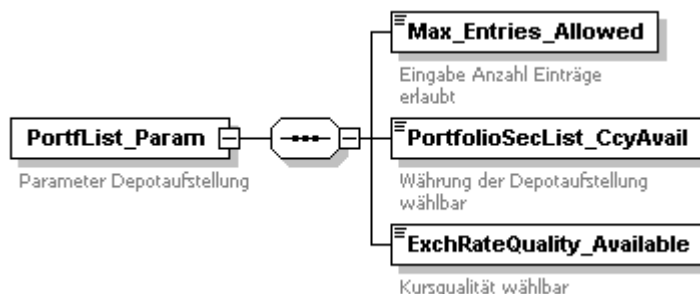 Max_Entries_Allowed
Eingabe Anzahl Einträge
erlaubt
PortfList_Param
Parameter Depotaufstellung
PortfolioSecList_CcyAvail
Währung der Depotaufstellung
wählbar
ExchRateQuality_Available
Kursqualität wählbar